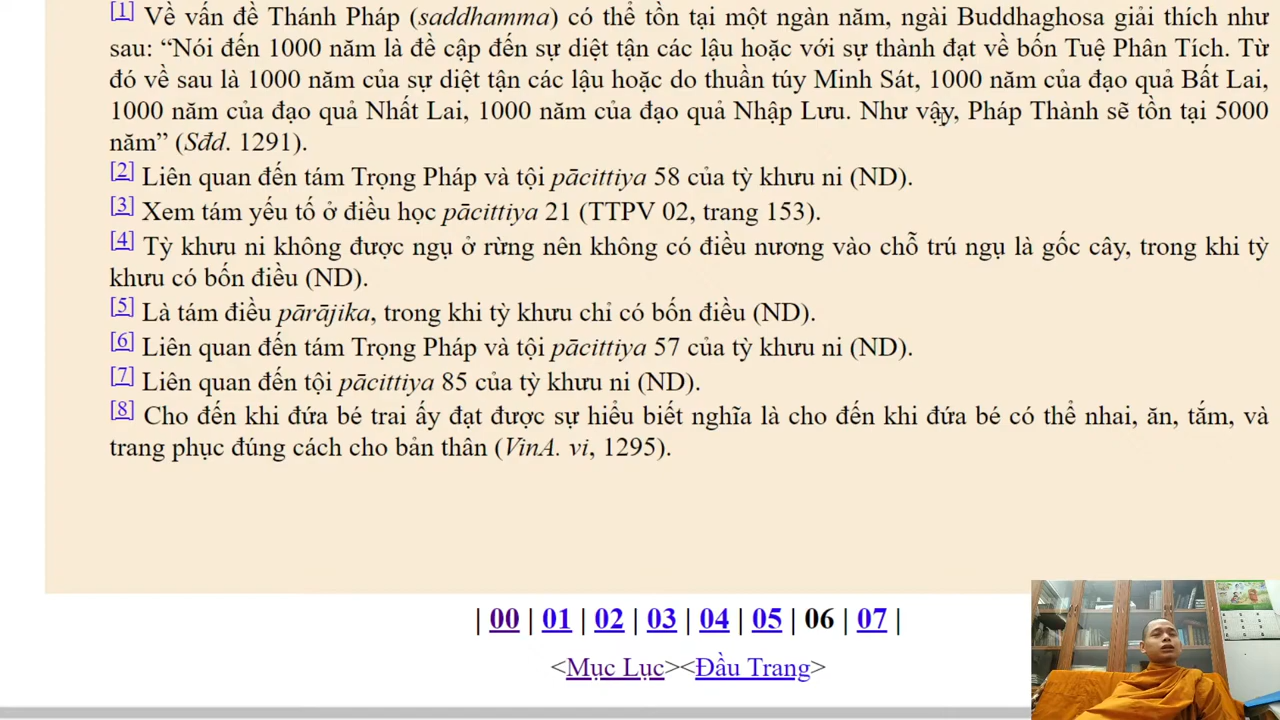 [1] Về vấn đề Thánh Pháp (saddhamma) có thể tồn tại một ngàn năm, ngài Buddhaghosa giải thích như
sau: “Nói đến 1000 năm là đề cập đến sự diệt tận các lậu hoặc với sự thành đạt về bốn Tuệ Phân Tích. Từ
đó về sau là 1000 năm của sự diệt tận các lậu hoặc do thuần túy Minh Sát, 1000 năm của đạo quả Bất Lai,
1000 năm của đạo quả Nhất Lai, 1000 năm của đạo quả Nhập Lưu. Như vậy, Pháp Thành sẽ tồn tại 5000
năm” (Sđd. 1291).
[2] Liên quan đến tám Trọng Pháp và tội pācittiya 58 của tỳ khưu ni (ND).
[3] Xem tám yếu tố ở điều học pācittiya 21 (TTPV 02, trang 153).
[4] Tỳ khưu ni không được ngụ ở rừng nên không có điều nương vào chỗ trú ngụ là gốc cây, trong khi tỳ
khưu có bốn điều (ND).
[5] Là tám điều pārājika, trong khi tỳ khưu chỉ có bốn điều (ND).
[6] Liên quan đến tám Trọng Pháp và tội pācittiya 57 của tỳ khưu ni (ND).
[7] Liên quan đến tội pācittiya 85 của tỳ khưu ni (ND).
[8] Cho đến khi đứa bé trai ấy đạt được sự hiểu biết nghĩa là cho đến khi đứa bé có thể nhai, ăn, tắm, và
trang phục đúng cách cho bản thân (VinA. vi, 1295).
| 00 | 01 | 02 | 03 | 04 | 05 | 06 | 07 |
<Mục Lục><Đầu Trang>